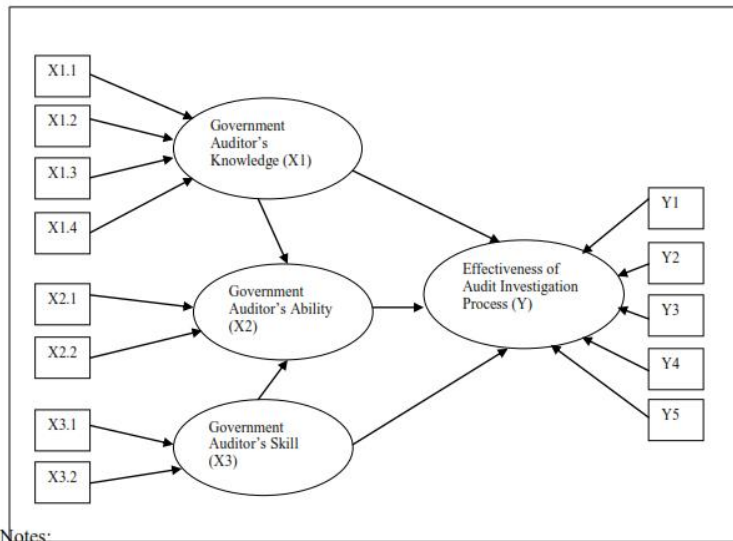 X1.1
X1.2
X1.3
X1.4
Government
Auditor's
Knowledge (X1)
X2.1
X2.2
Government
Auditor's Ability
(X2)
X3.1
X3.2
Government
Auditor's Skill
(X3)
Effectiveness of
Audit Investigation
Process (Y)
Y1
Y2
Y3
Y4
Y5
Notes: